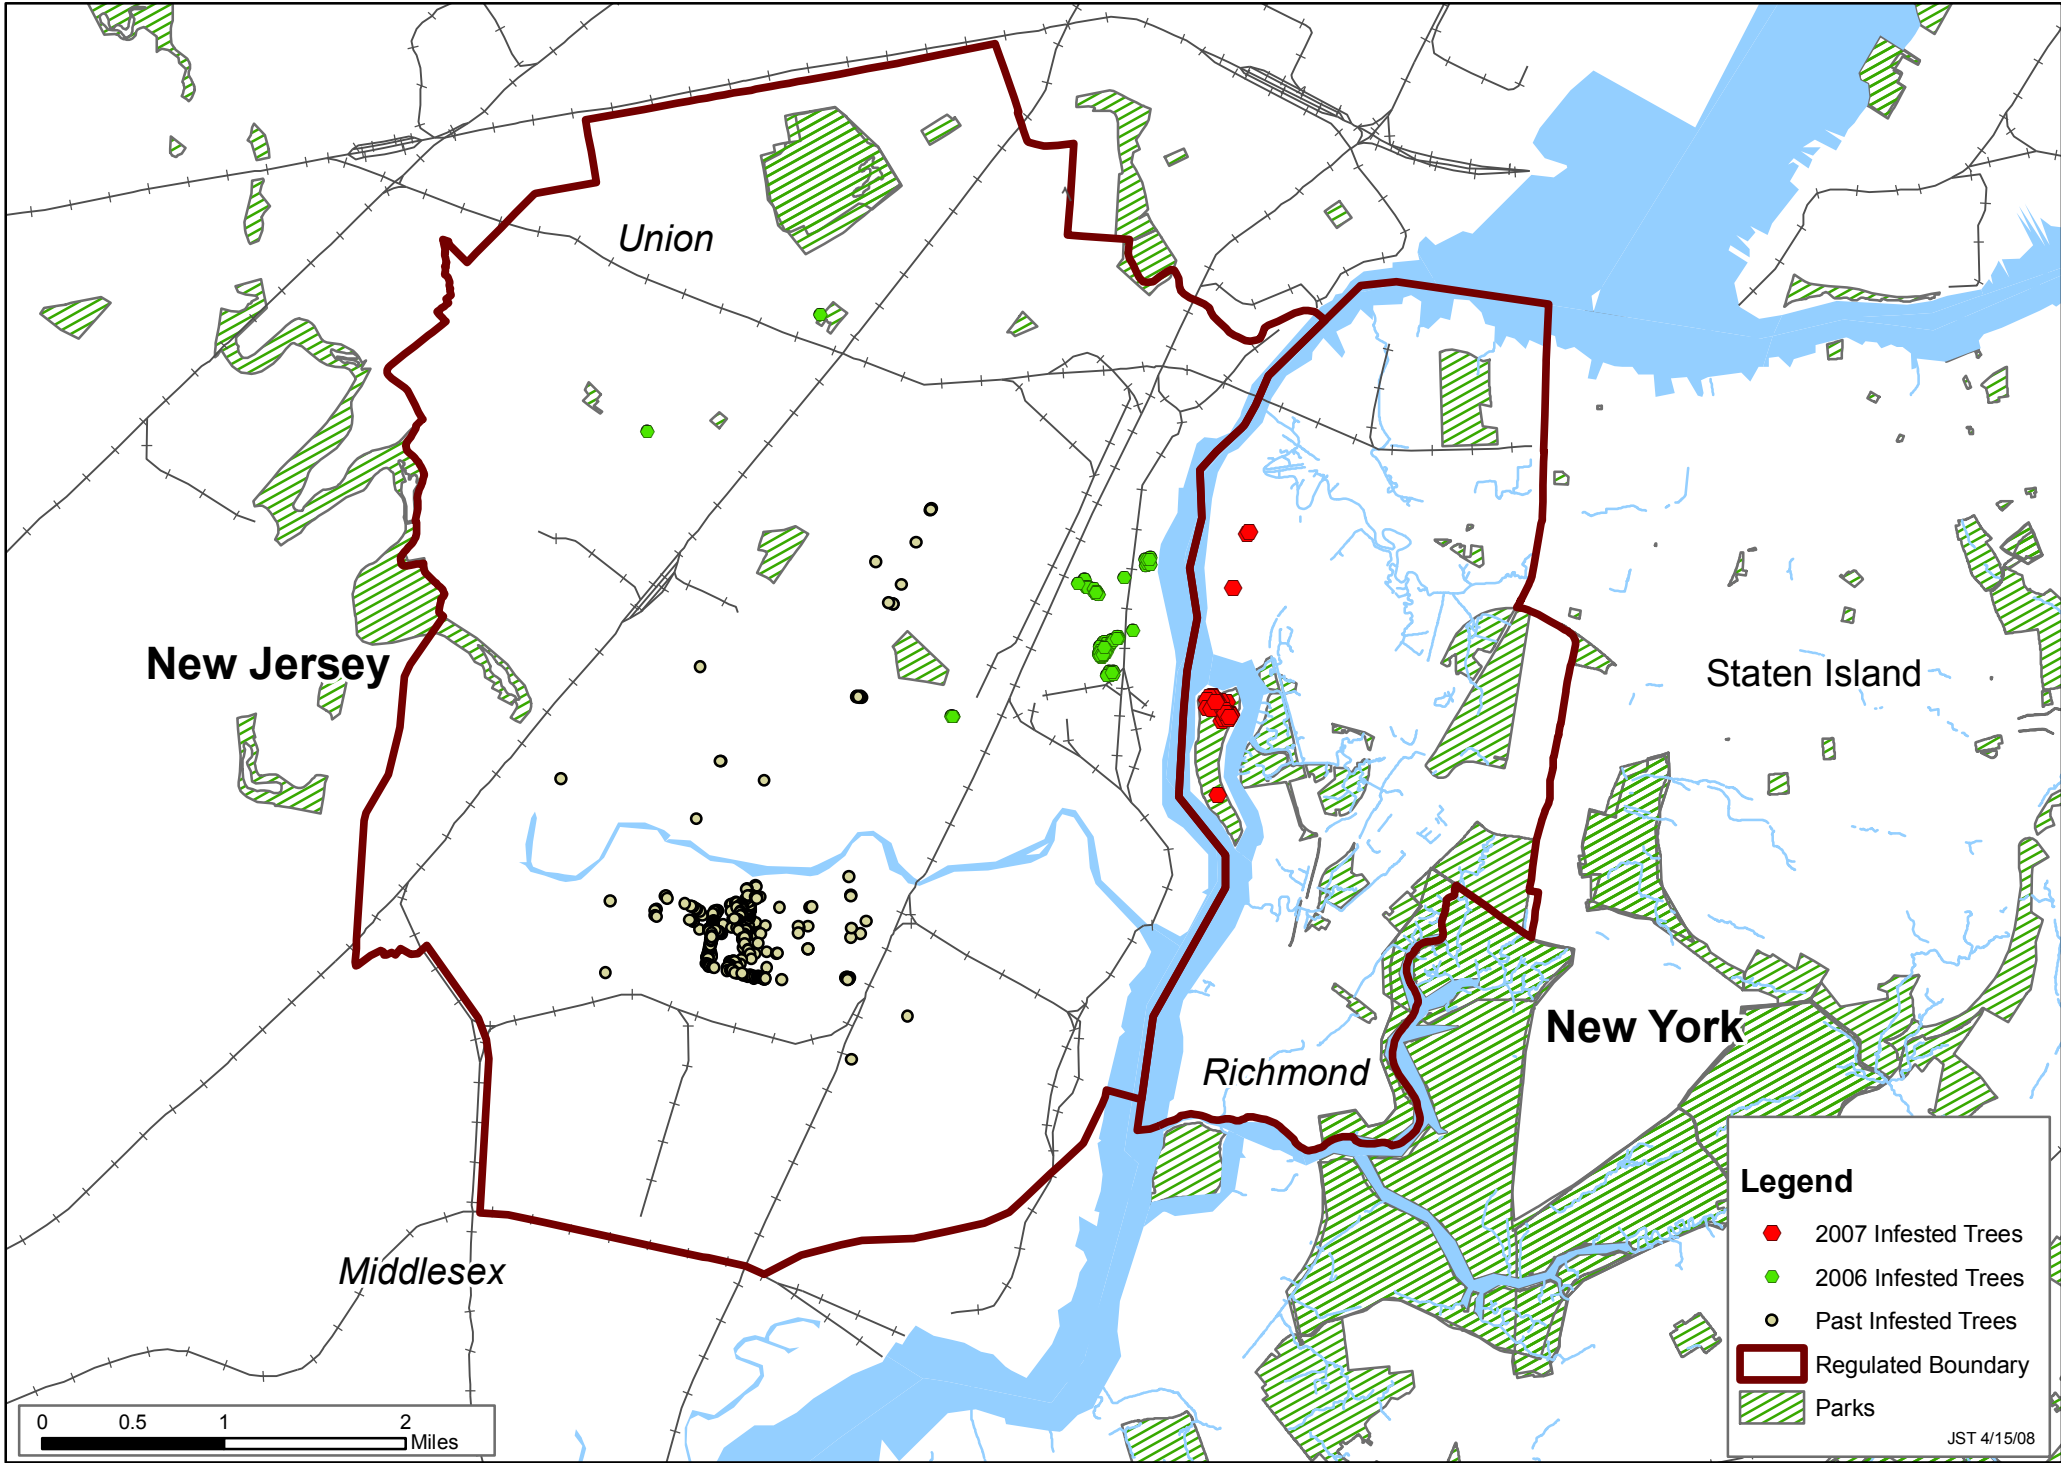 Union
New Jersey
Staten Island
New York
Richmond
Middlesex
Legend
2007 Infested Trees
2006 Infested Trees
Past Infested Trees
Regulated Boundary
Parks
JST 4/15/08
0 0.5 1 2
Miles